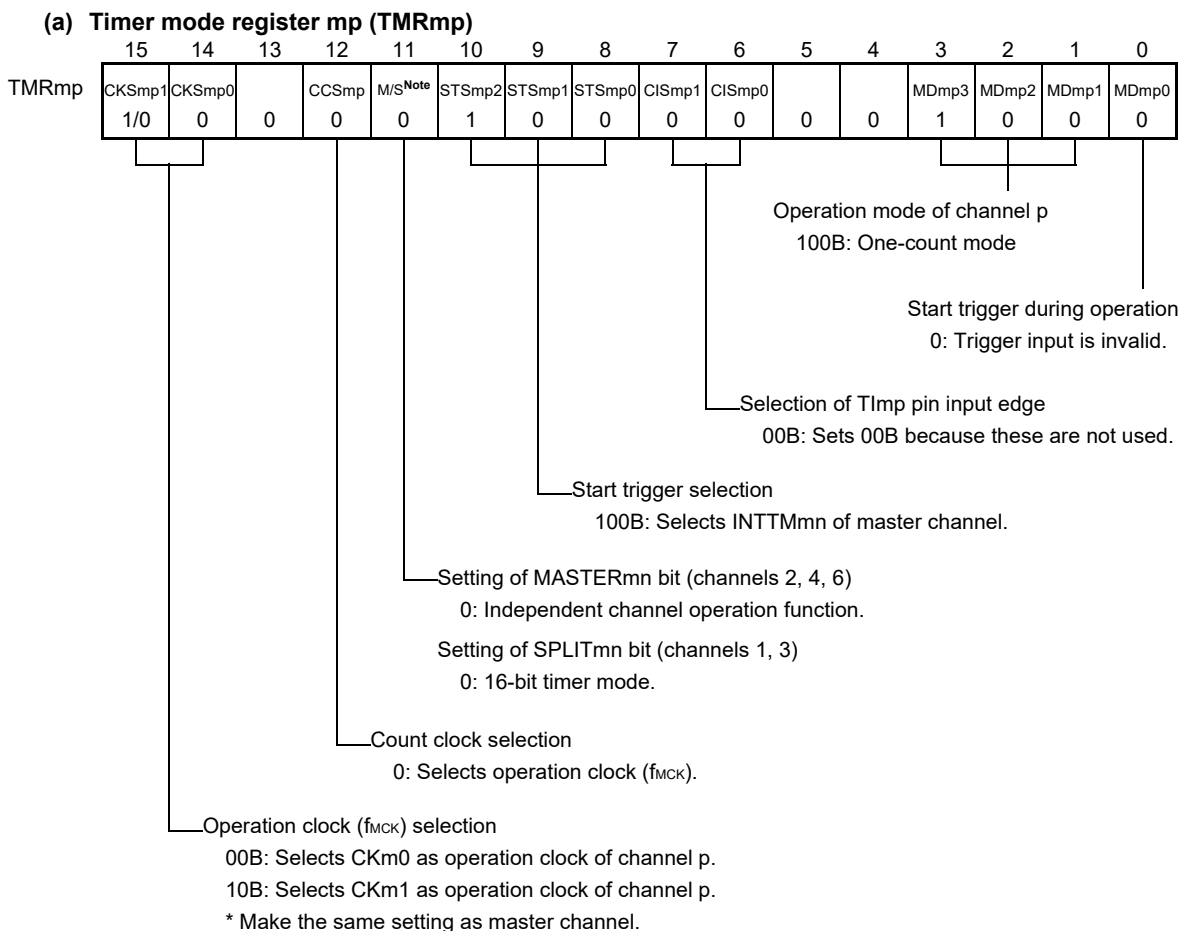 (a) Timer mode register mp (TMRmp)
15 14 13 12 11 10 9 8 7 6 5 4 3 2 1 0
TMRmp CKSmp1 CKSmp0 CCSmp M/SNote STSmp2 STSmp1 STSmp0 CISmp1 CISmp0 MDmp3 MDmp2 MDmp1 MDmp0
1/0 0 0 0 0 1 0 0 0 0 0 0 1 0 0 0
Operation mode of channel p
100B: One-count mode
Start trigger during operation
0: Trigger input is invalid.
Selection of TImp pin input edge
00B: Sets 00B because these are not used.
Start trigger selection
100B: Selects INTTMmn of master channel.
Setting of MASTERmn bit (channels 2, 4, 6)
0: Independent channel operation function.
Setting of SPLITmn bit (channels 1, 3)
0: 16-bit timer mode.
Count clock selection
0: Selects operation clock (fMCK).
Operation clock (fMCK) selection
00B: Selects CKm0 as operation clock of channel p.
10B: Selects CKm1 as operation clock of channel p.
* Make the same setting as master channel.